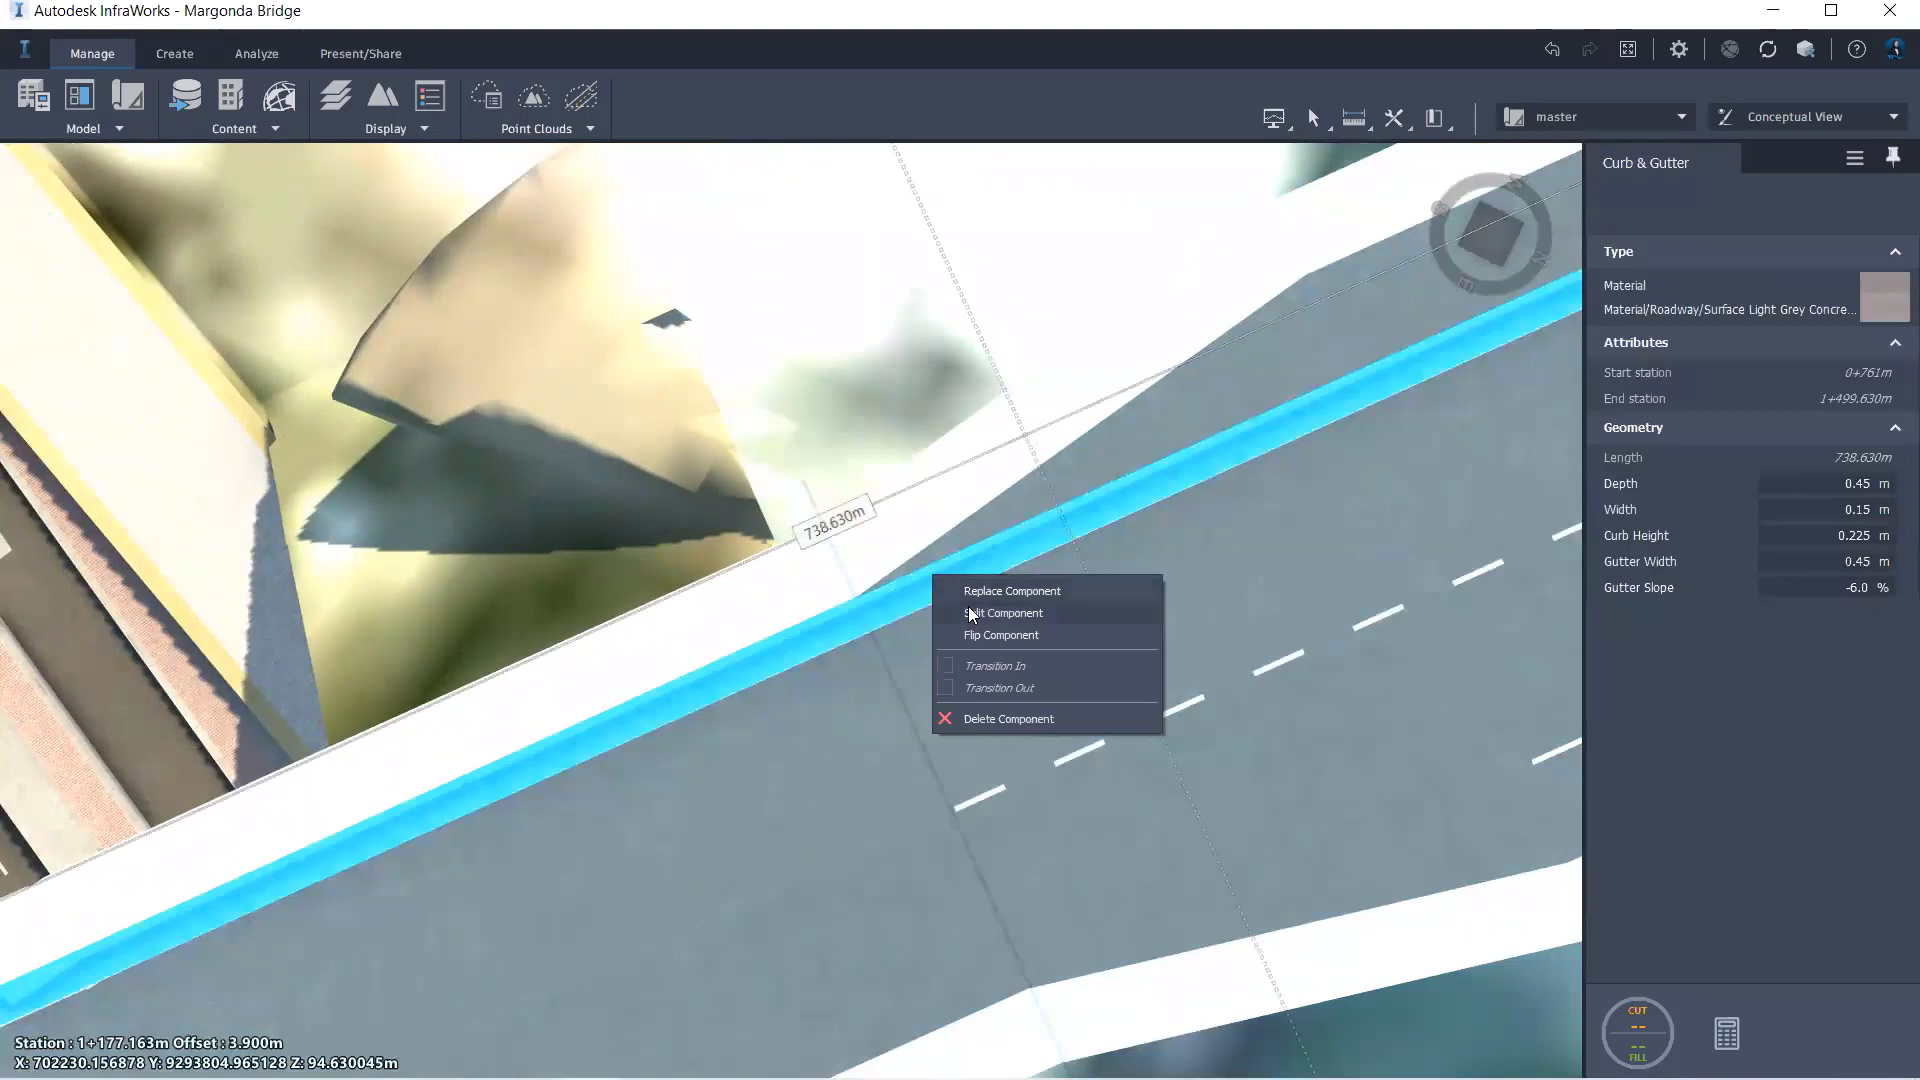 Autodesk InfraWorks - Margonda Bridge
Manage
Create
Analyze
Present/Share
Model
Content
Display
Point Clouds
master
Conceptual View
738.630m
Replace Component
Split Component
Flip Component
Transition In
Transition Out
Delete Component
Curb & Gutter
Type
Material
Material/Roadway/Surface Light Grey Concre...
Attributes
Start station 0+761m
End station 1+499.630m
Geometry
Length 738.630m
Depth 0.45 m
Width 0.15 m
Curb Height 0.225 m
Gutter Width 0.45 m
Gutter Slope -6.0 %
CUT
--
--
FILL
Station : 1+177.163m Offset : 3.900m
X: 702230.156878 Y: 9293804.965128 Z: 94.630045m